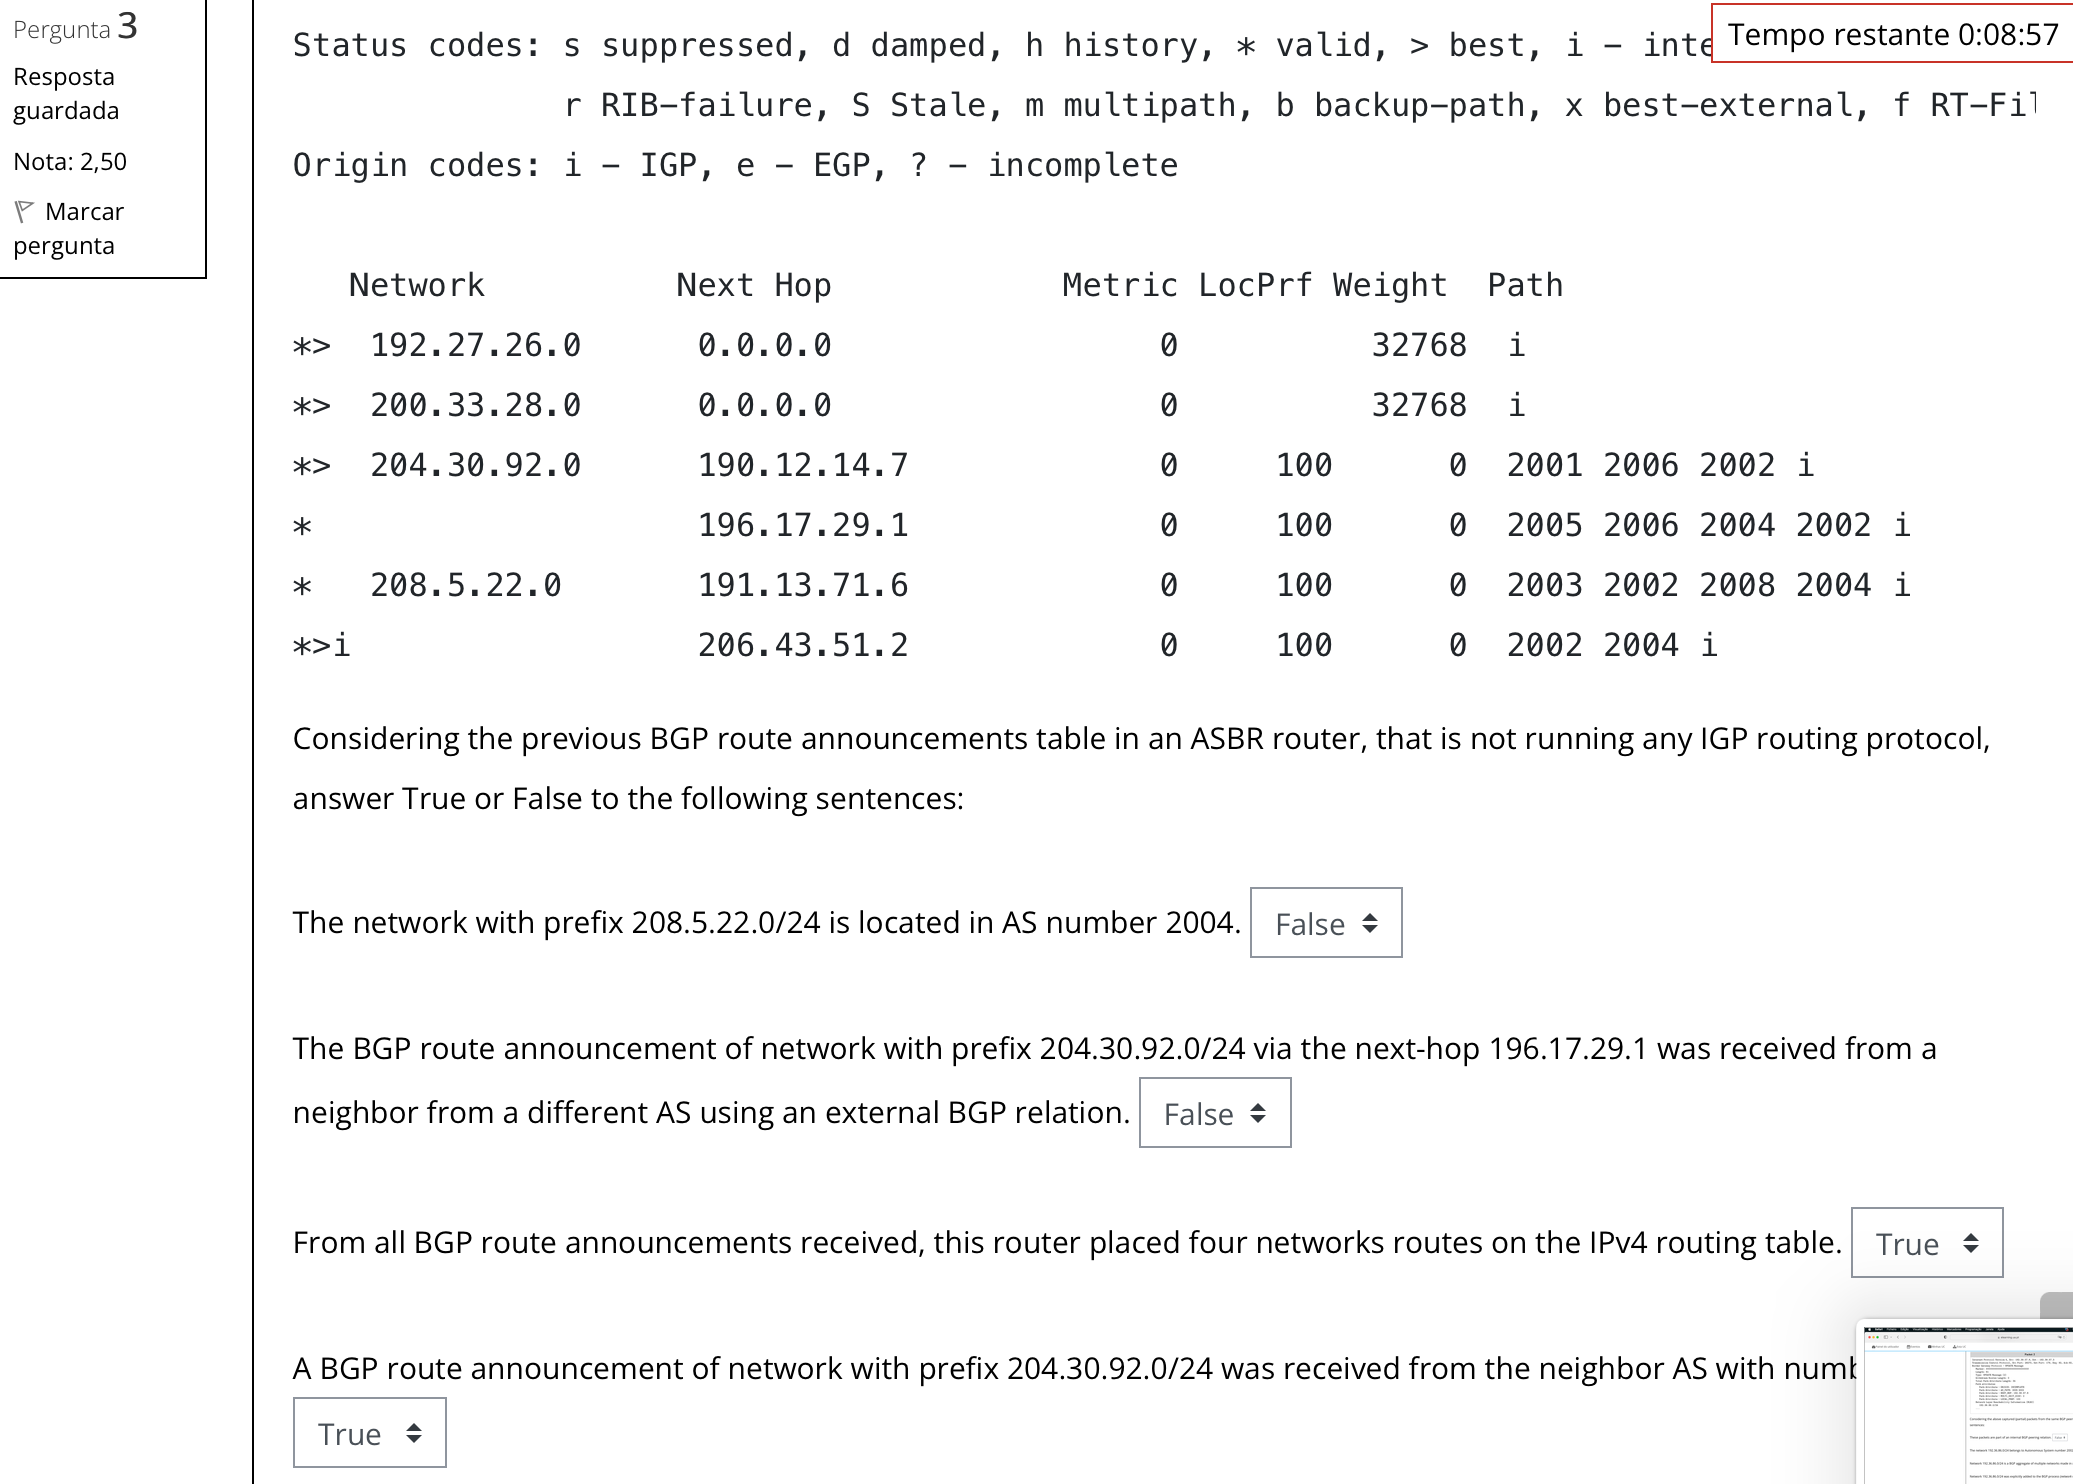 Pergunta 3
Resposta
guardada
Nota: 2,50
Marcar
pergunta
Tempo restante 0:08:57
Status codes: s suppressed, d damped, h history, * valid, > best, i -
r RIB-failure, S Stale, m multipath, b backup-path, x best-external, f
Origin codes: i - IGP, e - EGP, ? - incomplete
Network Next Hop Metric LocPrf Weight Path
*> 192.27.26.0 0.0.0.0 0 32768 i
*> 200.33.28.0 0.0.0.0 0 32768 i
*> 204.30.92.0 190.12.14.7 0 100 0 2001 2006 2002 i
* 196.17.29.1 0 100 0 2005 2006 2004 2002 i
* 208.5.22.0 191.13.71.6 0 100 0 2003 2002 2008 2004 i
*>i 206.43.51.2 0 100 0 2002 2004 i
Considering the previous BGP route announcements table in an ASBR router, that is not running any IGP routing protocol,
answer True or False to the following sentences:
The network with prefix 208.5.22.0/24 is located in AS number 2004. False
The BGP route announcement of network with prefix 204.30.92.0/24 via the next-hop 196.17.29.1 was received from a
neighbor from a different AS using an external BGP relation. False
From all BGP route announcements received, this router placed four networks routes on the IPv4 routing table. True
A BGP route announcement of network with prefix 204.30.92.0/24 was received from the neighbor AS with
True